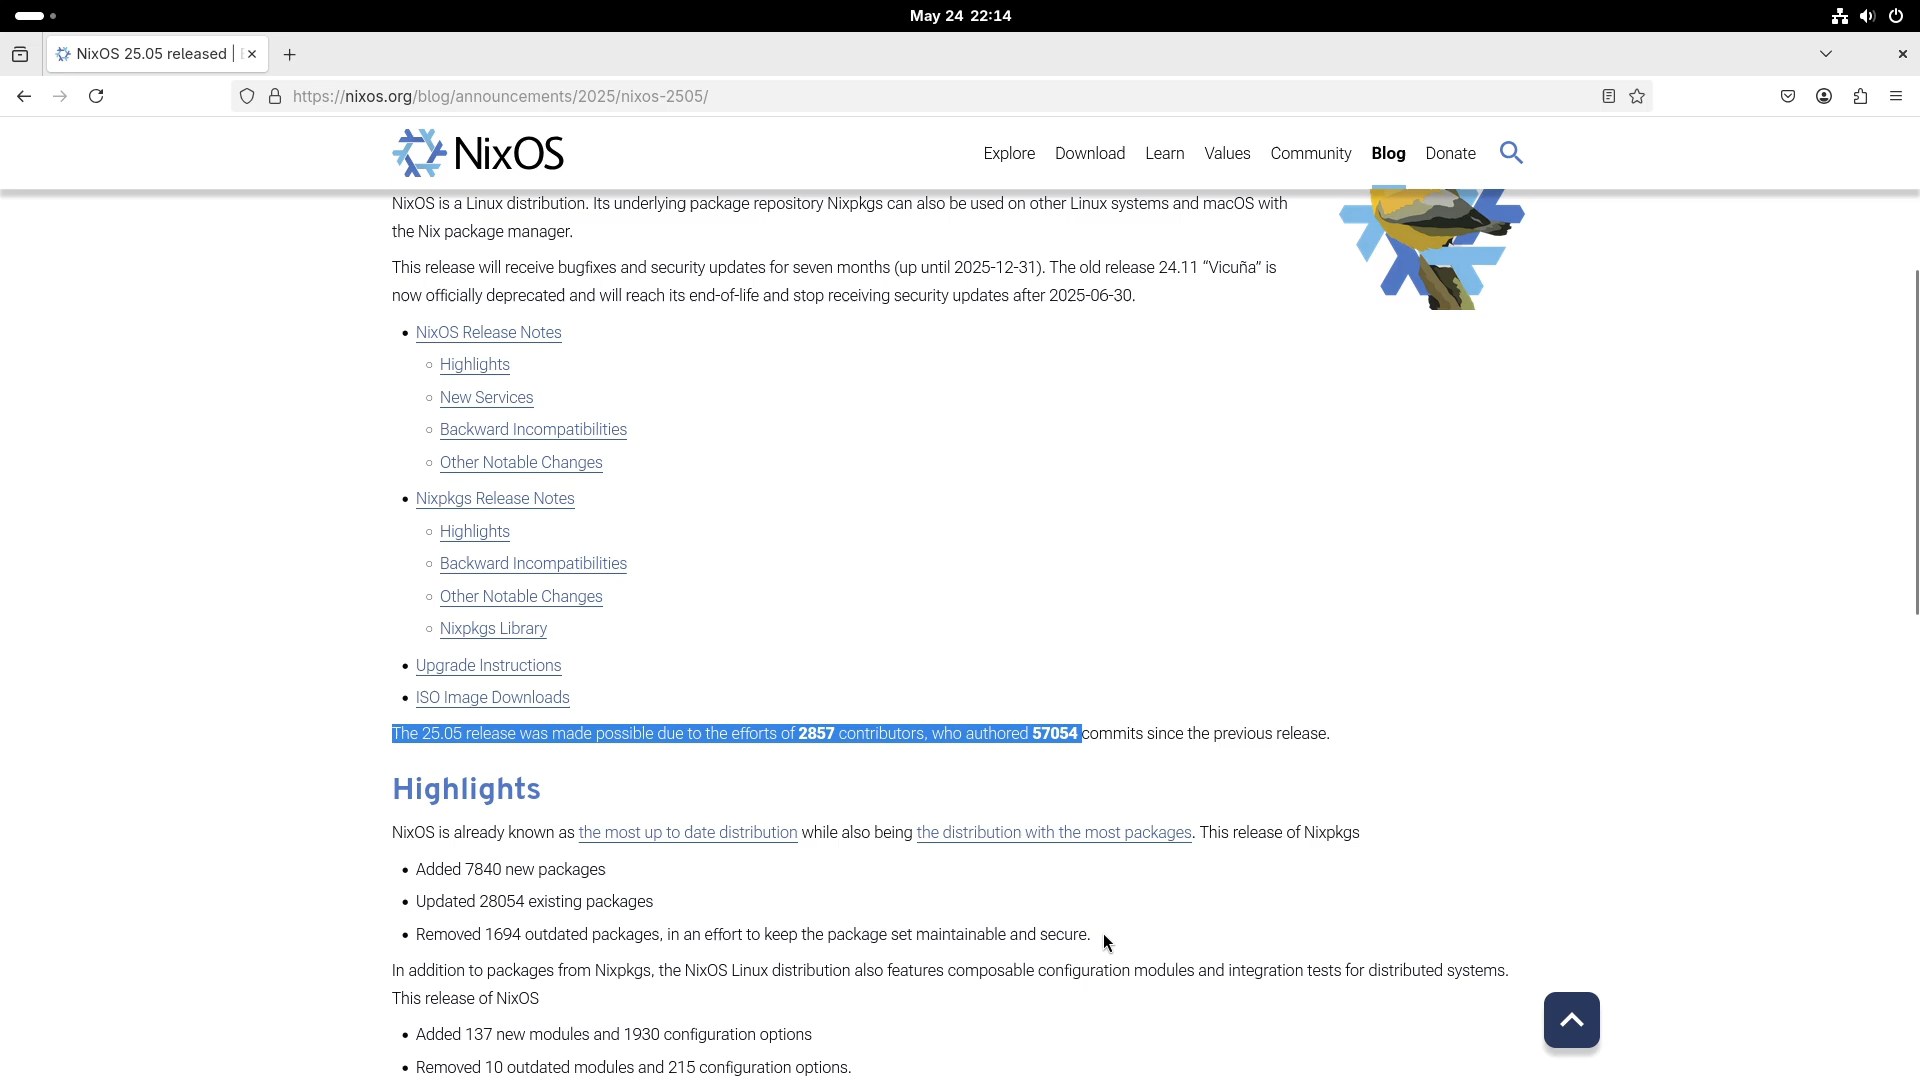 May 24 22:14
NixOS 25.05 released |
https://nixos.org/blog/announcements/2025/nixos-2505/
NixOS
Explore Download Learn Values Community Blog Donate
NixOS is a Linux distribution. Its underlying package repository Nixpkgs can also be used on other Linux systems and macOS with
the Nix package manager.
This release will receive bugfixes and security updates for seven months (up until 2025-12-31). The old release 24.11 “Vicuña” is
now officially deprecated and will reach its end-of-life and stop receiving security updates after 2025-06-30.
NixOS Release Notes
Highlights
New Services
Backward Incompatibilities
Other Notable Changes
Nixpkgs Release Notes
Highlights
Backward Incompatibilities
Other Notable Changes
Nixpkgs Library
Upgrade Instructions
ISO Image Downloads
The 25.05 release was made possible due to the efforts of 2857 contributors, who authored 57054 commits since the previous release.
Highlights
NixOS is already known as the most up to date distribution while also being the distribution with the most packages. This release of Nixpkgs
Added 7840 new packages
Updated 28054 existing packages
Removed 1694 outdated packages, in an effort to keep the package set maintainable and secure.
In addition to packages from Nixpkgs, the NixOS Linux distribution also features composable configuration modules and integration tests for distributed systems.
This release of NixOS
Added 137 new modules and 1930 configuration options
Removed 10 outdated modules and 215 configuration options.